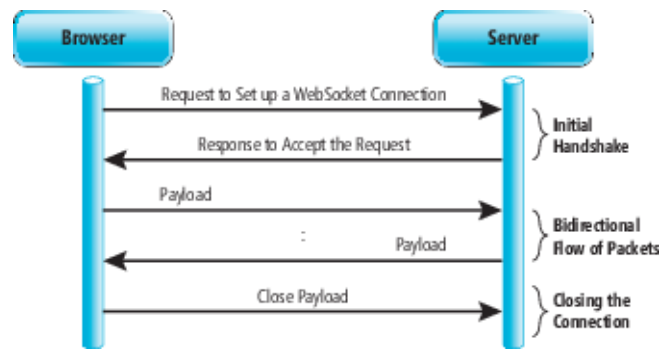 Browser
Server
Request to Set up a WebSocket Connection
Initial
Handshake
Response to Accept the Request
Payload
:
Payload
Bidirectional
Flow of Packets
Close Payload
Closing the
Connection